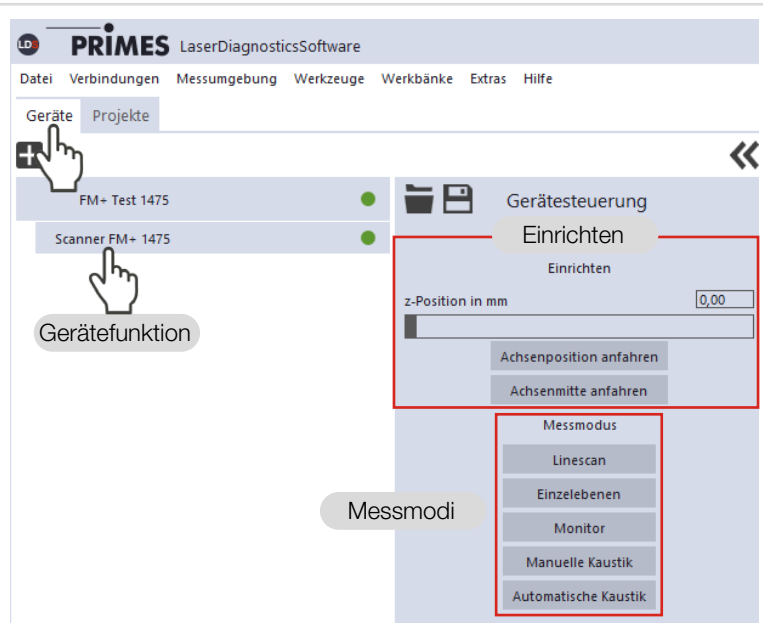 LDS PRIMES LaserDiagnosticsSoftware
Datei Verbindungen Messumgebung Werkzeuge Werkbänke Extras Hilfe
Geräte Projekte
FM+ Test 1475
Scanner FM+ 1475
Gerätefunktion
Gerätesteuerung
Einrichten
Einrichten
z-Position in mm 0,00
Achsenposition anfahren
Achsenmitte anfahren
Messmodus
Linescan
Einzelebenen
Messmodi
Monitor
Manuelle Kaustik
Automatische Kaustik